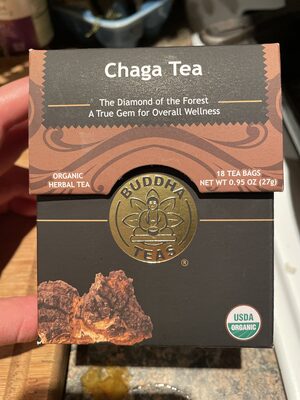 Chaga Tea
The Diamond of the Forest
A True Gem for Overall Wellness
ORGANIC
HERBAL TEA
18 TEA BAGS
NET WT 0.95 OZ (27g)
BUDDHA
TEAS
®
USDA
ORGANIC